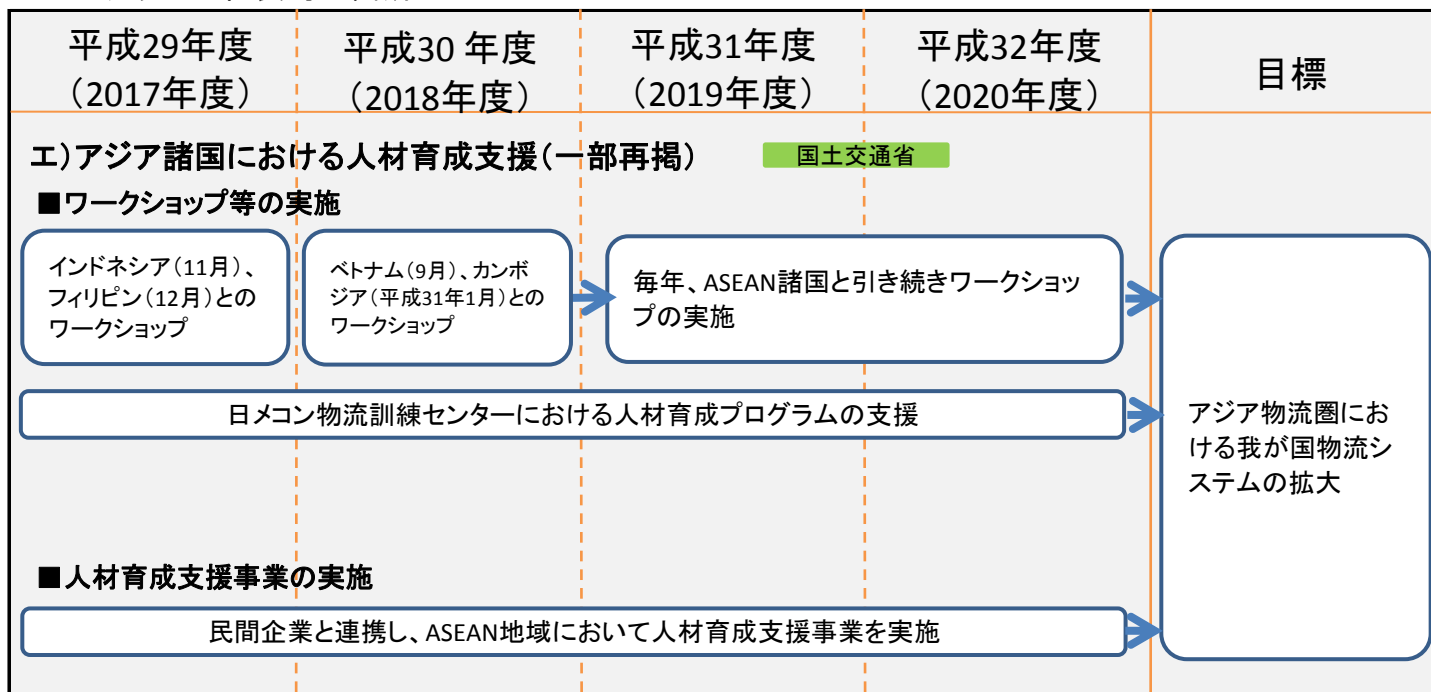 平成29年度
（2017年度）
平成30 年度
（2018年度）
平成31年度
（2019年度）
平成32年度
（2020年度）
目標
エ）アジア諸国における人材育成支援（一部再掲）
国土交通省
■ワークショップ等の実施
インドネシア（11月）、
フィリピン（12月）との
ワークショップ
ベトナム（9月）、カンボ
ジア（平成31年1月）との
ワークショップ
毎年、ASEAN諸国と引き続きワークショッ
プの実施
日メコン物流訓練センターにおける人材育成プログラムの支援
アジア物流圏にお
ける我が国物流シ
ステムの拡大
■人材育成支援事業の実施
民間企業と連携し、ASEAN地域において人材育成支援事業を実施